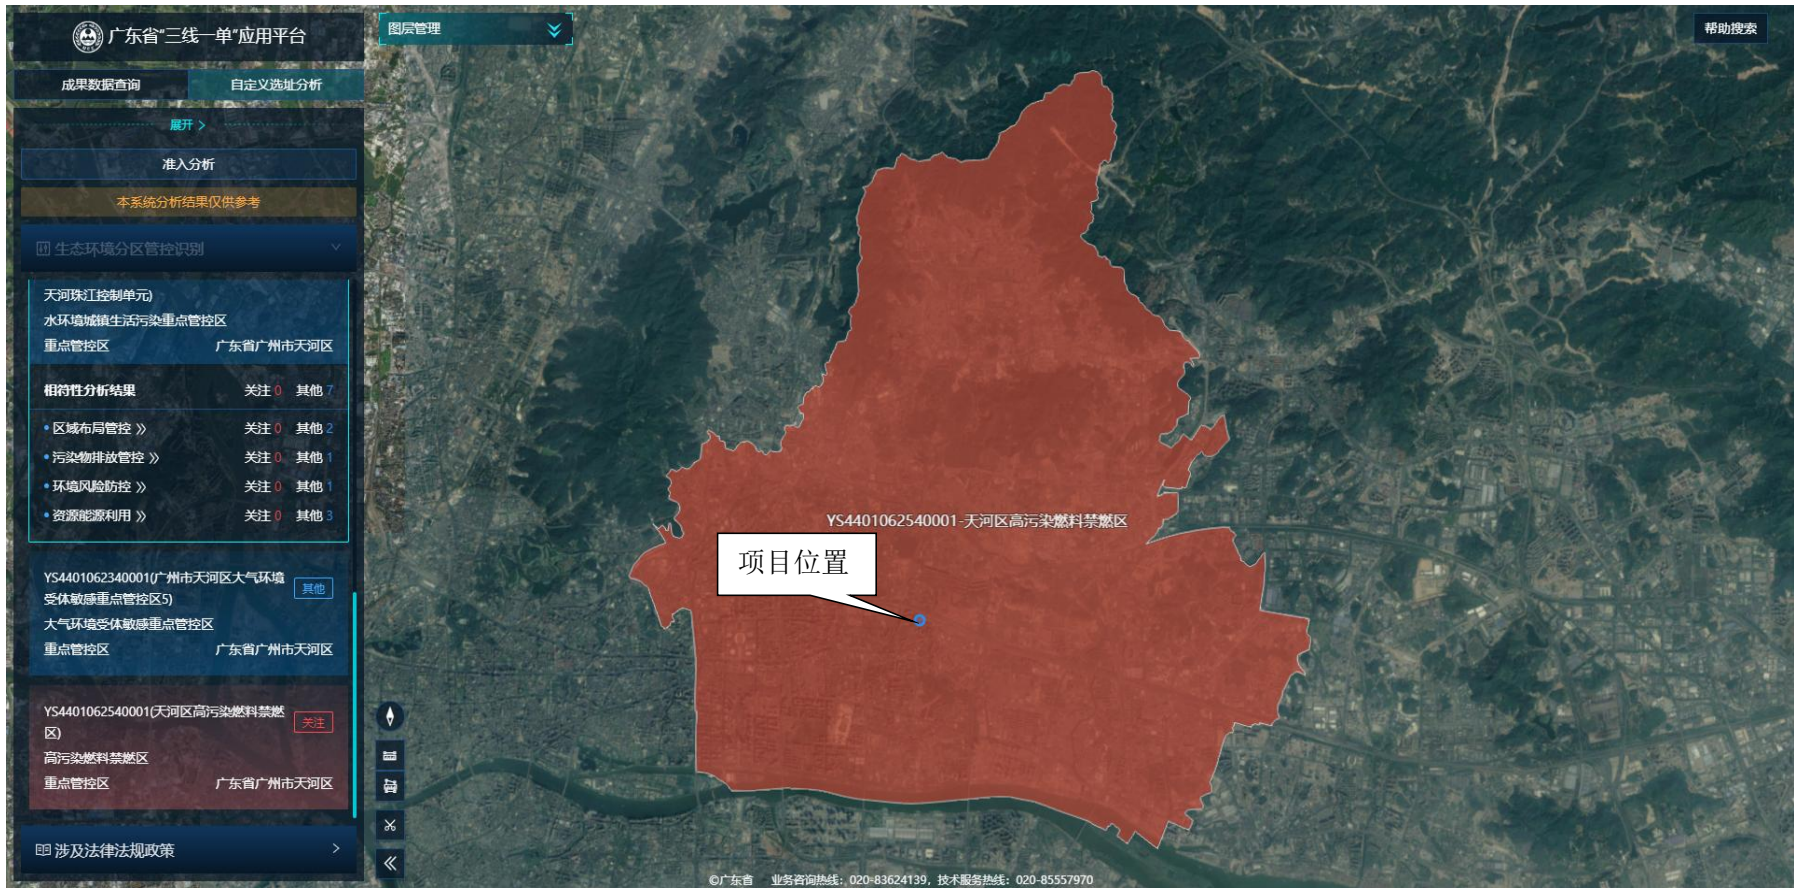 广东省“三线一单”应用平台
成果数据查询
自定义选址分析
展开 >
准入分析
本系统分析结果仅供参考
生态环境分区管控识别
天河珠江控制单元)
水环境城镇生活污染重点管控区
重点管控区 广东省广州市天河区
相符性分析结果 关注 0 其他 7
区域布局管控 关注 0 其他 2
污染物排放管控 关注 0 其他 1
环境风险防控 关注 0 其他 1
资源能源利用 关注 0 其他 3
YS4401062340001(广州市天河区大气环境
受体敏感重点管控区5)
其他
大气环境受体敏感重点管控区
重点管控区 广东省广州市天河区
YS4401062540001(天河区高污染燃料禁燃
区)
关注
高污染燃料禁燃区
重点管控区 广东省广州市天河区
涉及法律法规政策
图层管理
帮助搜索
YS4401062540001-天河区高污染燃料禁燃区
项目位置
©广东省 业务咨询热线：020-83624139，技术服务热线：020-85557970